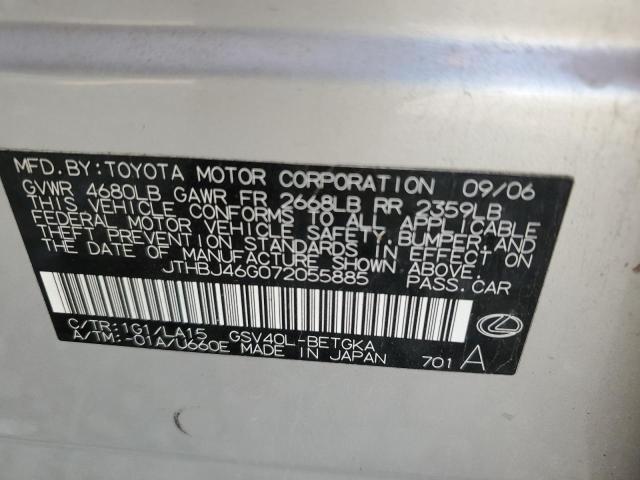 MFD.BY:TOYOTA MOTOR CORPORATION 09/06
GVWR 4680LB GAWR FR 2668LB RR 2359LB
THIS VEHICLE CONFORMS TO ALL APPLICABLE
FEDERAL MOTOR VEHICLE SAFETY,BUMPER,AND
THEFT PREVENTION STANDARDS IN EFFECT ON
THE DATE OF MANUFACTURE SHOWN ABOVE.
JTHBJ46G072055885 PASS.CAR
C/TR:1G1/LA15 GSV40L-BETGKA
A/TM:-01A/U660E MADE IN JAPAN 701 A